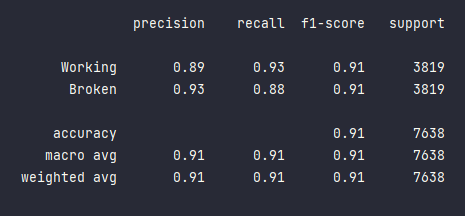 precision recall f1-score support
Working 0.89 0.93 0.91 3819
Broken 0.93 0.88 0.91 3819
accuracy 0.91 7638
macro avg 0.91 0.91 0.91 7638
weighted avg 0.91 0.91 0.91 7638